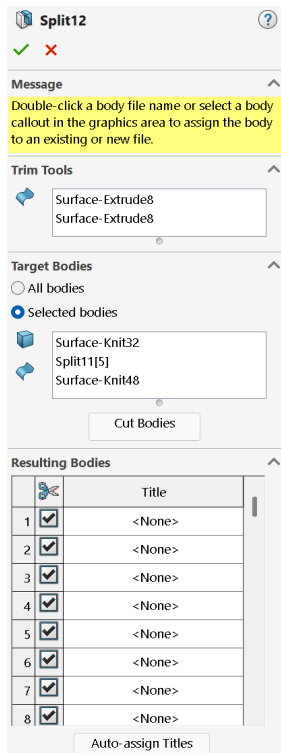 Split12
?
Message
Double-click a body file name or select a body
callout in the graphics area to assign the body
to an existing or new file.
Trim Tools
Surface-Extrude8
Surface-Extrude8
Target Bodies
All bodies
Selected bodies
Surface-Knit32
Split11[5]
Surface-Knit48
Cut Bodies
Resulting Bodies
Title
1 <None>
2 <None>
3 <None>
4 <None>
5 <None>
6 <None>
7 <None>
8 <None>
Auto-assign Titles